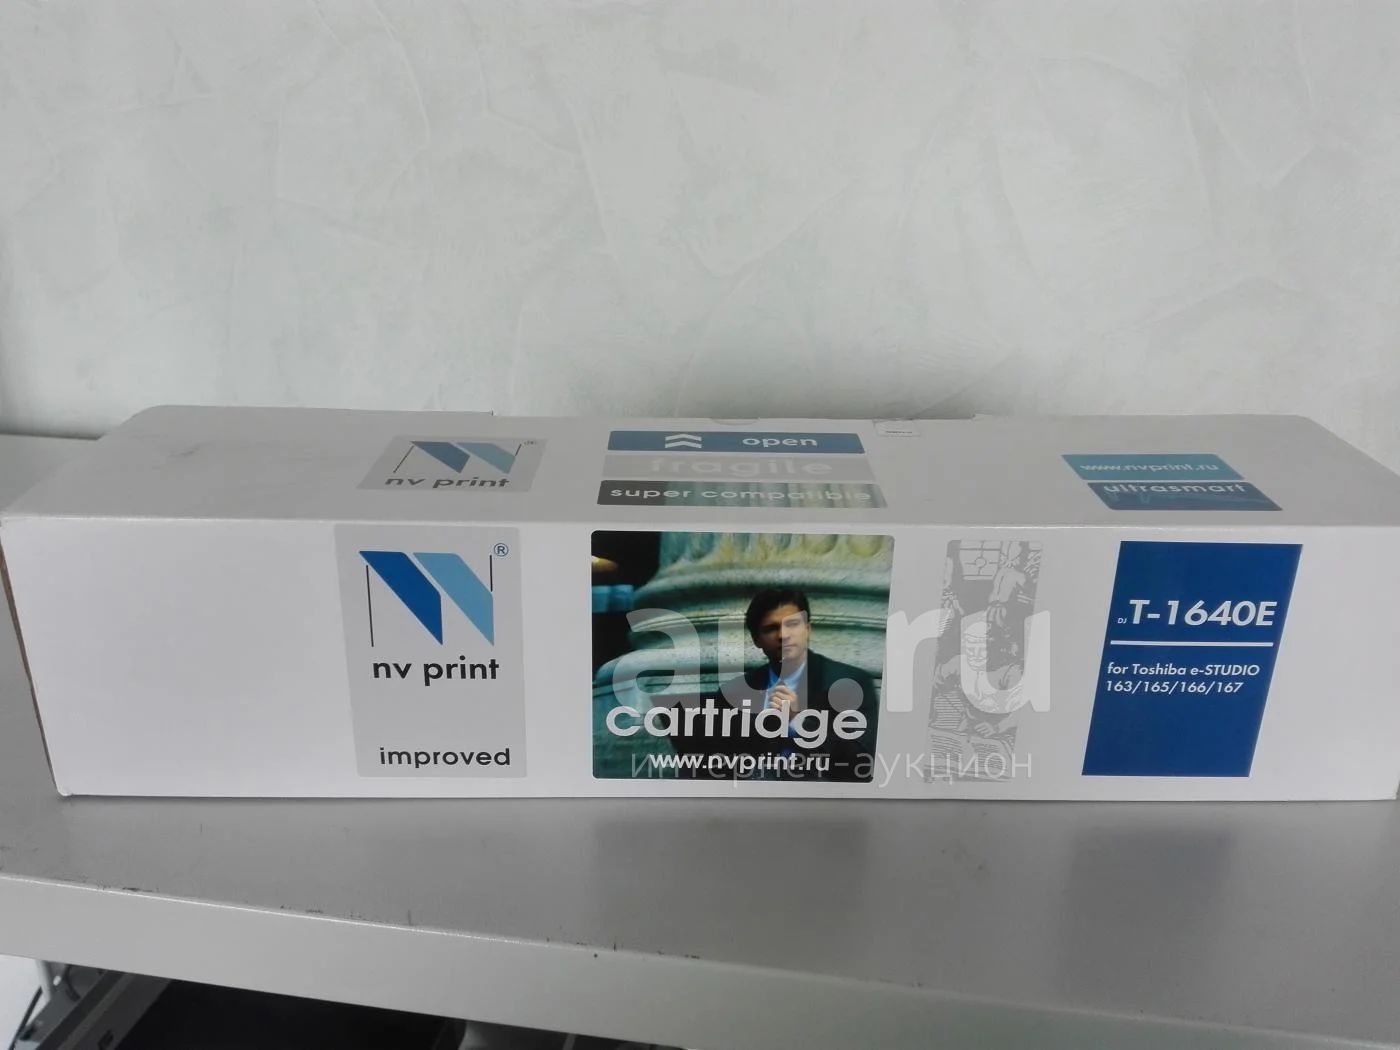 nv print ®
open
fragile
super compatible
www.nvprint.ru
ultrasmart
®
nv print
improved
cartridge
www.nvprint.ru
DJ T-1640E
for Toshiba e-STUDIO
163/165/166/167
au.ru
интернет-аукцион